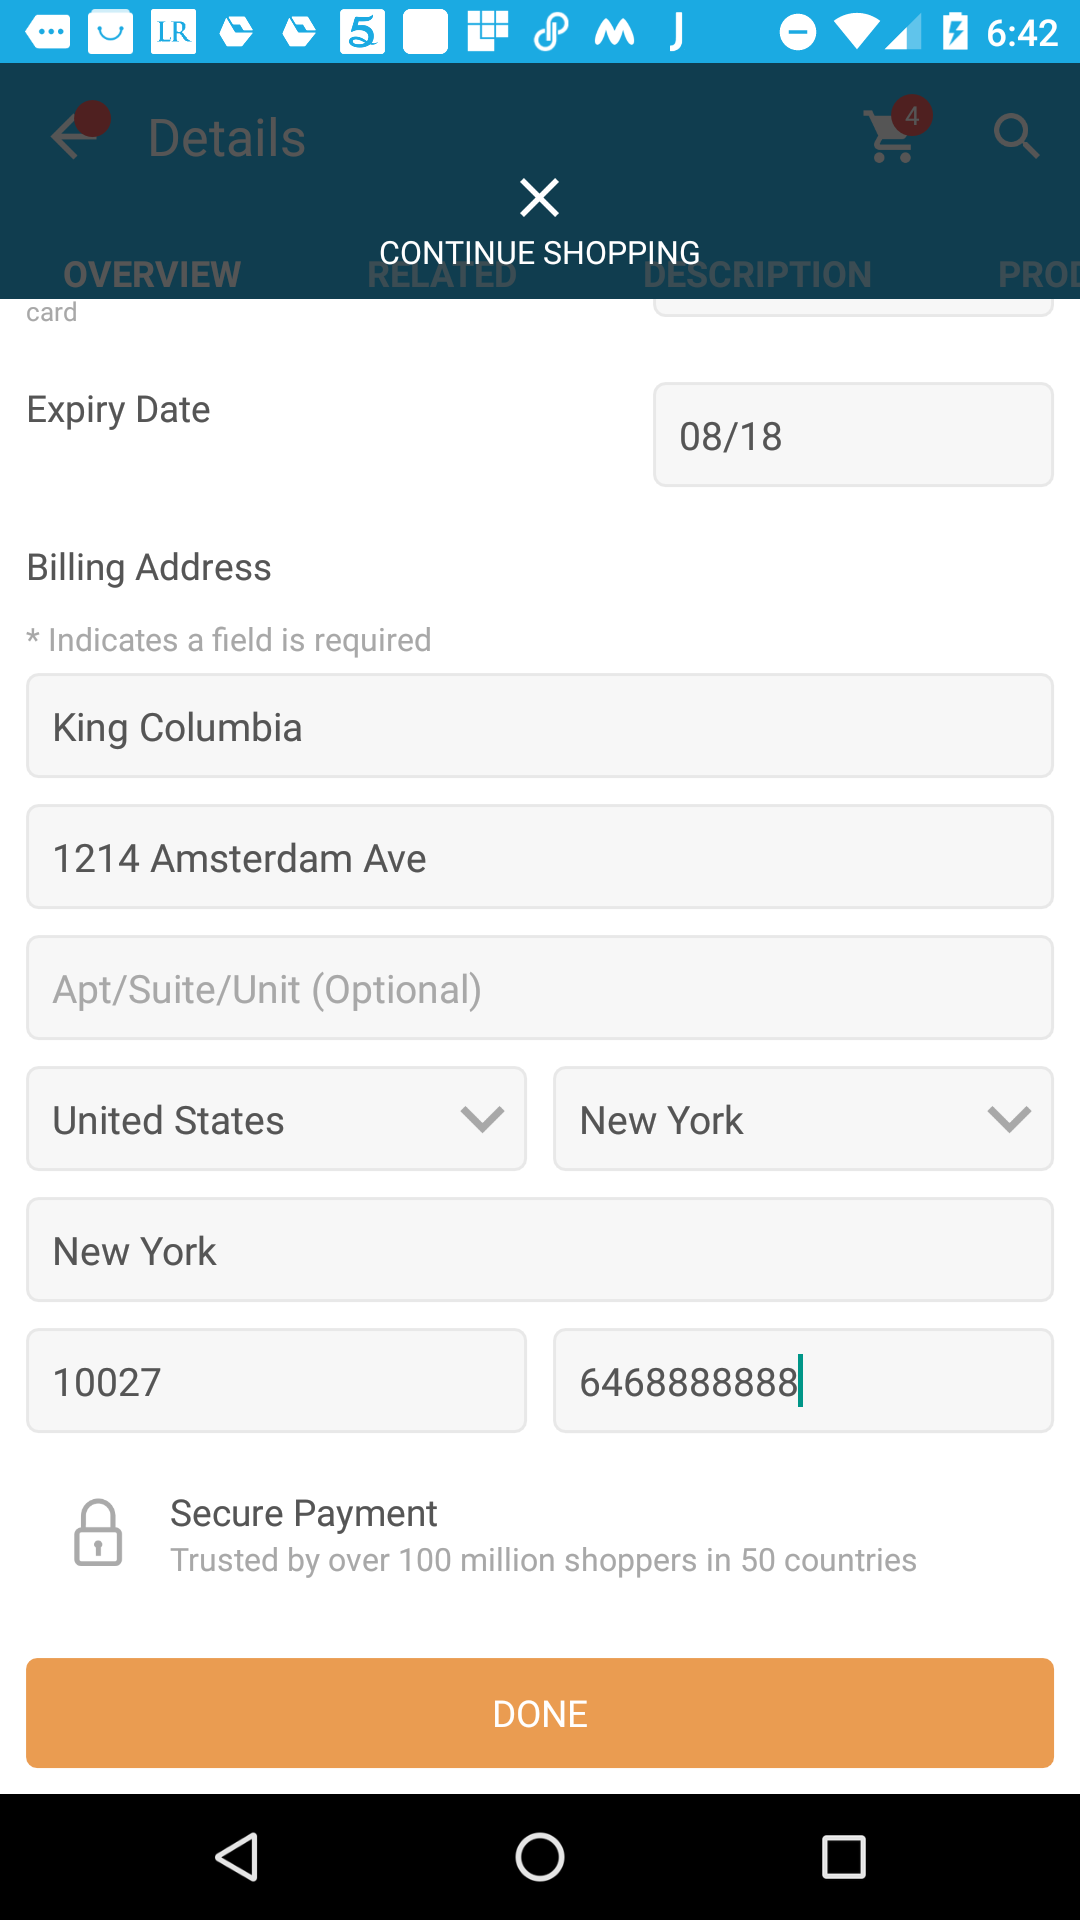 LR 5 6:42
Details 4
CONTINUE SHOPPING
OVERVIEW RELATED DESCRIPTION PROD
card
Expiry Date
08/18
Billing Address
* Indicates a field is required
King Columbia
1214 Amsterdam Ave
Apt/Suite/Unit (Optional)
United States New York
New York
10027 6468888888
Secure Payment
Trusted by over 100 million shoppers in 50 countries
DONE